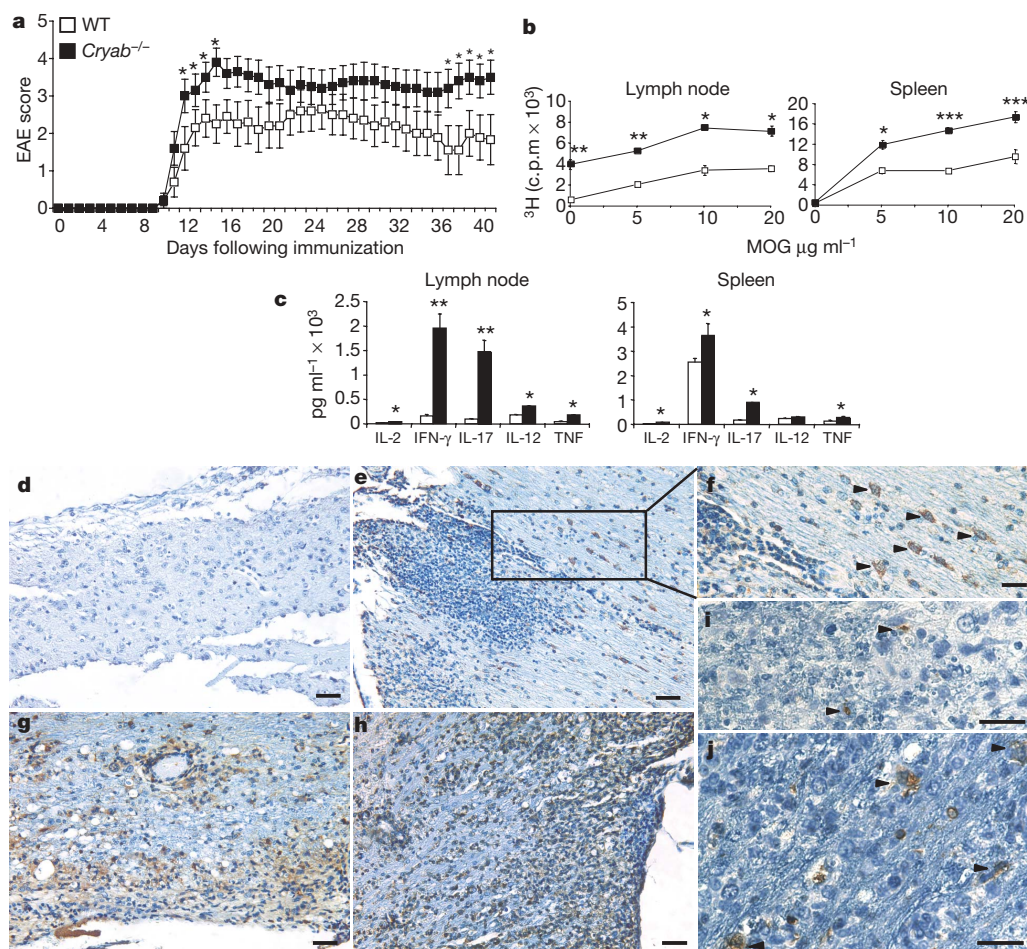 a
5
4
3
2
1
0
EAE score
WT
Cryab–/–
* * * *
* * * * *
0 4 8 12 16 20 24 28 32 36 40
Days following immunization
b
Lymph node
10
8
6
4
2
0
³H (c.p.m × 10³)
** ** * *
0 5 10 20
Spleen
20
16
12
8
4
0
* *** ***
0 5 10 20
MOG μg ml⁻¹
c
Lymph node
2.5
2
1.5
1
0.5
0
pg ml⁻¹ × 10³
* ** ** * *
IL-2 IFN-γ IL-17 IL-12 TNF
Spleen
5
4
3
2
1
0
* * * *
IL-2 IFN-γ IL-17 IL-12 TNF
d
e
f
g
h
i
j